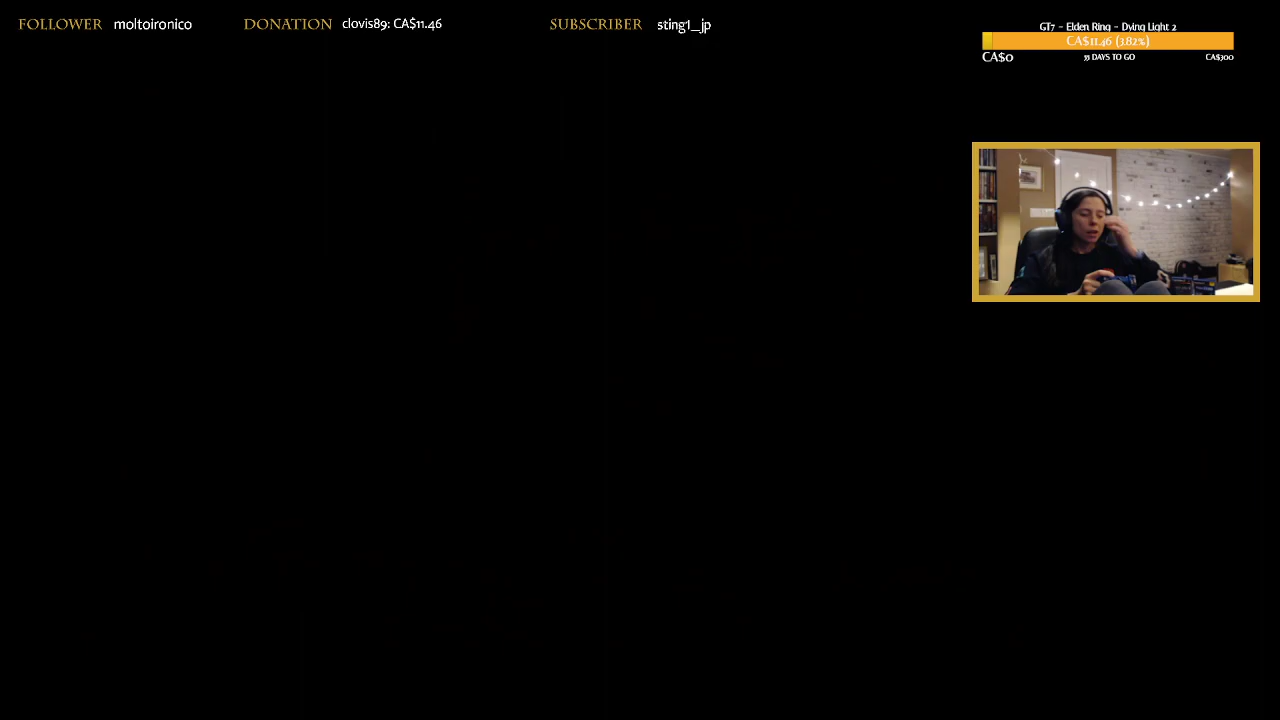 FOLLOWER moltoironico DONATION clovis89: CA$11.46 SUBSCRIBER sting1_jp
GT7 - Elden Ring - Dying Light 2
CA$11.46 (3.82%)
CA$0 33 DAYS TO GO CA$300